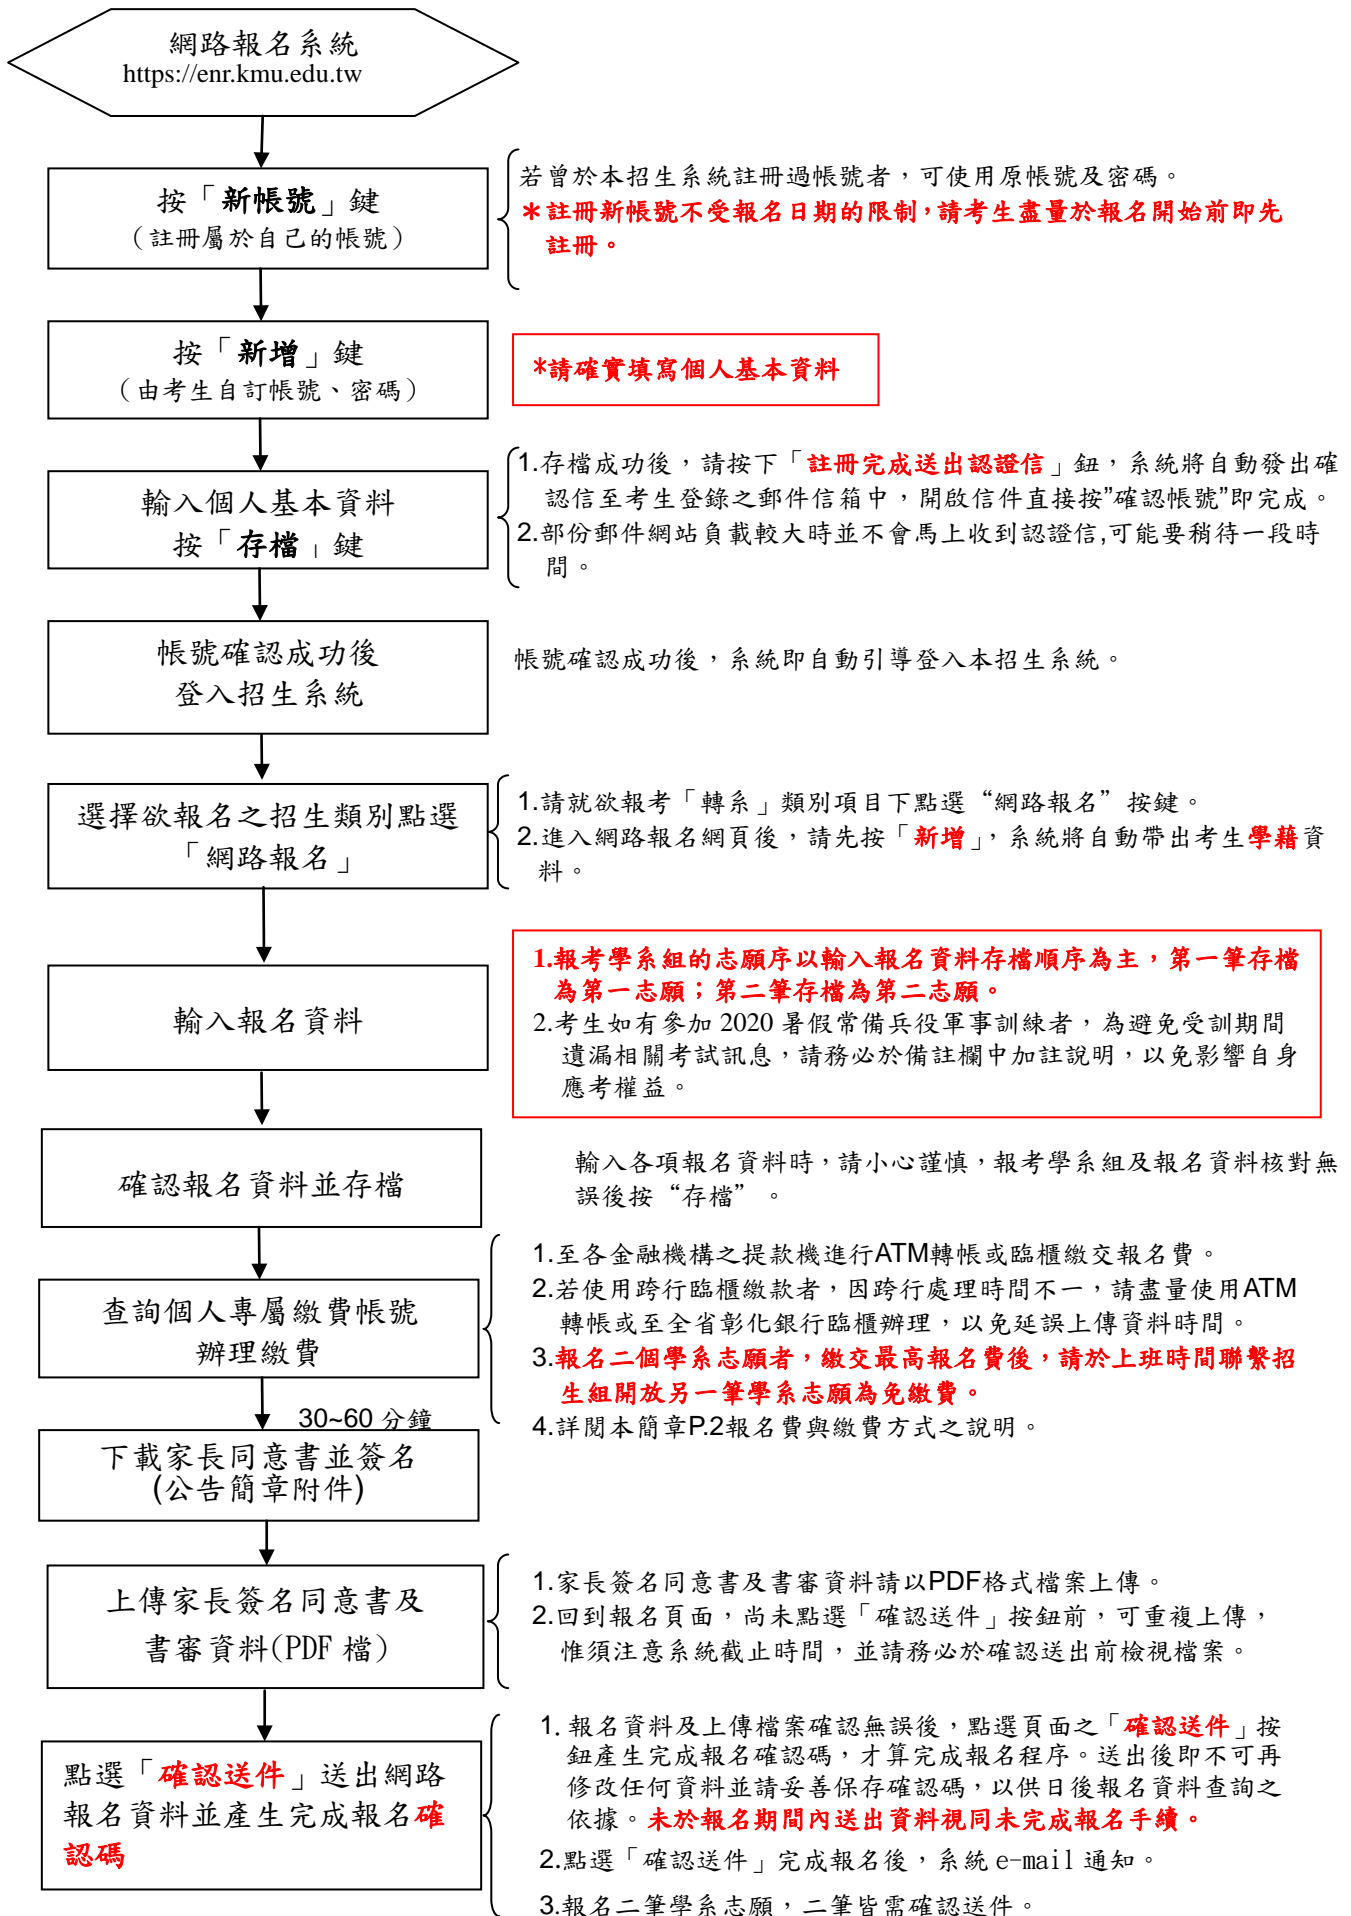 網路報名系統
https://enr.kmu.edu.tw
按「新帳號」鍵
（註冊屬於自己的帳號）
若曾於本招生系統註冊過帳號者，可使用原帳號及密碼。
＊註冊新帳號不受報名日期的限制，請考生盡量於報名開始前即先
註冊。
按「新增」鍵
（由考生自訂帳號、密碼）
*請確實填寫個人基本資料
輸入個人基本資料
按「存檔」鍵
1.存檔成功後，請按下「註冊完成送出認證信」鈕，系統將自動發出確
認信至考生登錄之郵件信箱中，開啟信件直接按”確認帳號”即完成。
2.部份郵件網站負載較大時並不會馬上收到認證信,可能要稍待一段時
間。
帳號確認成功後
登入招生系統
帳號確認成功後，系統即自動引導登入本招生系統。
選擇欲報名之招生類別點選
「網路報名」
1.請就欲報考「轉系」類別項目下點選“網路報名”按鍵。
2.進入網路報名網頁後，請先按「新增」，系統將自動帶出考生學藉資
料。
輸入報名資料
1.報考學系組的志願序以輸入報名資料存檔順序為主，第一筆存檔
為第一志願；第二筆存檔為第二志願。
2.考生如有參加 2020 暑假常備兵役軍事訓練者，為避免受訓期間
遺漏相關考試訊息，請務必於備註欄中加註說明，以免影響自身
應考權益。
確認報名資料並存檔
輸入各項報名資料時，請小心謹慎，報考學系組及報名資料核對無
誤後按“存檔”。
查詢個人專屬繳費帳號
辦理繳費
1.至各金融機構之提款機進行ATM轉帳或臨櫃繳交報名費。
2.若使用跨行臨櫃繳款者，因跨行處理時間不一，請盡量使用ATM
轉帳或至全省彰化銀行臨櫃辦理，以免延誤上傳資料時間。
3.報名二個學系志願者，繳交最高報名費後，請於上班時間聯繫招
生組開放另一筆學系志願為免繳費。
4.詳閱本簡章P.2報名費與繳費方式之說明。
30~60 分鐘
下載家長同意書並簽名
(公告簡章附件)
上傳家長簽名同意書及
書審資料(PDF 檔)
1.家長簽名同意書及書審資料請以PDF格式檔案上傳。
2.回到報名頁面，尚未點選「確認送件」按鈕前，可重複上傳，
惟須注意系統截止時間，並請務必於確認送出前檢視檔案。
點選「確認送件」送出網路
報名資料並產生完成報名確
認碼
1. 報名資料及上傳檔案確認無誤後，點選頁面之「確認送件」按
鈕產生完成報名確認碼，才算完成報名程序。送出後即不可再
修改任何資料並請妥善保存確認碼，以供日後報名資料查詢之
依據。未於報名期間內送出資料視同未完成報名手續。
2.點選「確認送件」完成報名後，系統 e-mail 通知。
3.報名二筆學系志願，二筆皆需確認送件。